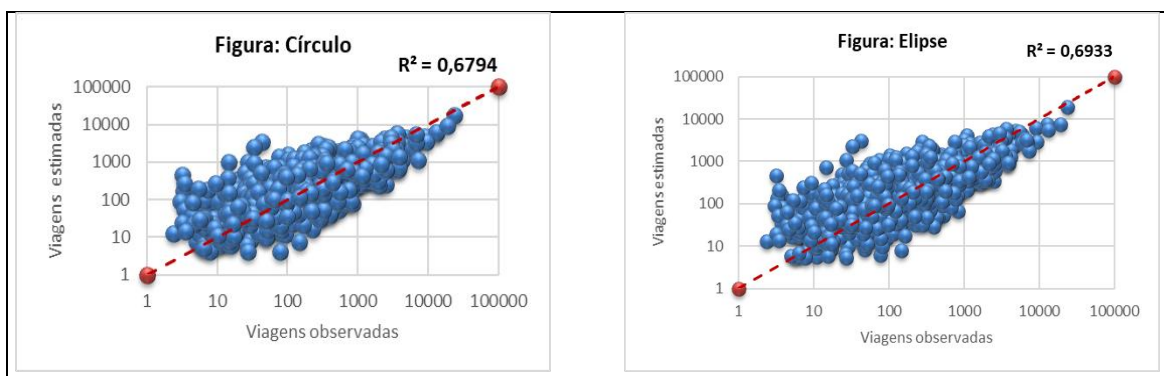 Figura: Círculo
R² = 0,6794
100000
10000
1000
100
10
1
Viagens estimadas
1 10 100 1000 10000 100000
Viagens observadas
Figura: Elipse
R² = 0,6933
100000
10000
1000
100
10
1
Viagens estimadas
1 10 100 1000 10000 100000
Viagens observadas